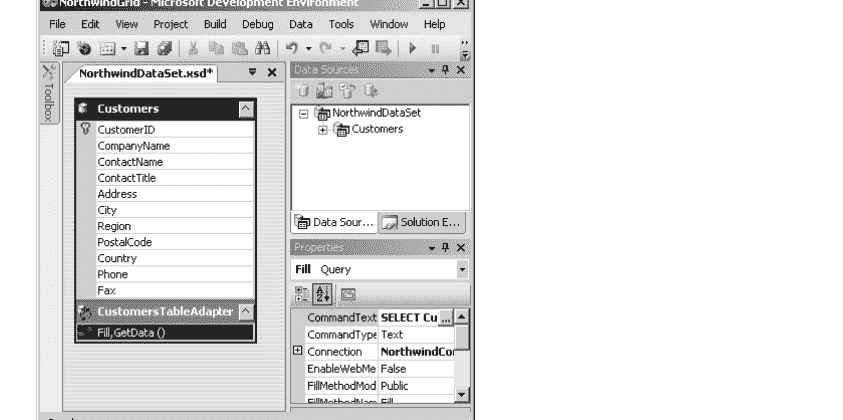 NorthwindGrid - Microsoft Development Environment
File Edit View Project Build Debug Data Tools Window Help
Toolbox
NorthwindDataSet.xsd*
Customers
CustomerID
CompanyName
ContactName
ContactTitle
Address
City
Region
PostalCode
Country
Phone
Fax
CustomersTableAdapter
Fill,GetData ()
Data Sources
NorthwindDataSet
Customers
Data Sour... Solution E...
Properties
Fill Query
CommandText SELECT Cu ...
CommandType Text
Connection NorthwindCo
EnableWebMe False
FillMethodMod Public
FillMethodNam Fill